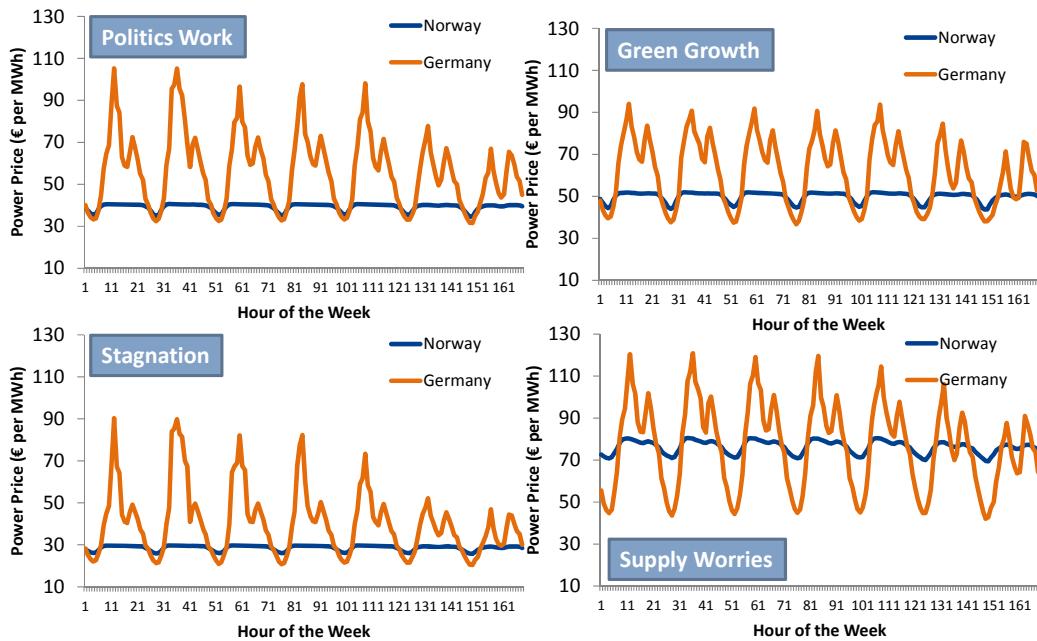 Politics Work
Norway
Germany
Power Price (€ per MWh)
130
110
90
70
50
30
10
1 11 21 31 41 51 61 71 81 91 101 111 121 131 141 151 161
Hour of the Week
Green Growth
Norway
Germany
Power Price (€ per MWh)
130
110
90
70
50
30
10
1 11 21 31 41 51 61 71 81 91 101 111 121 131 141 151 161
Hour of the Week
Stagnation
Norway
Germany
Power Price (€ per MWh)
130
110
90
70
50
30
10
1 11 21 31 41 51 61 71 81 91 101 111 121 131 141 151 161
Hour of the Week
Supply Worries
Norway
Germany
Power Price (€ per MWh)
130
110
90
70
50
30
10
1 11 21 31 41 51 61 71 81 91 101 111 121 131 141 151 161
Hour of the Week